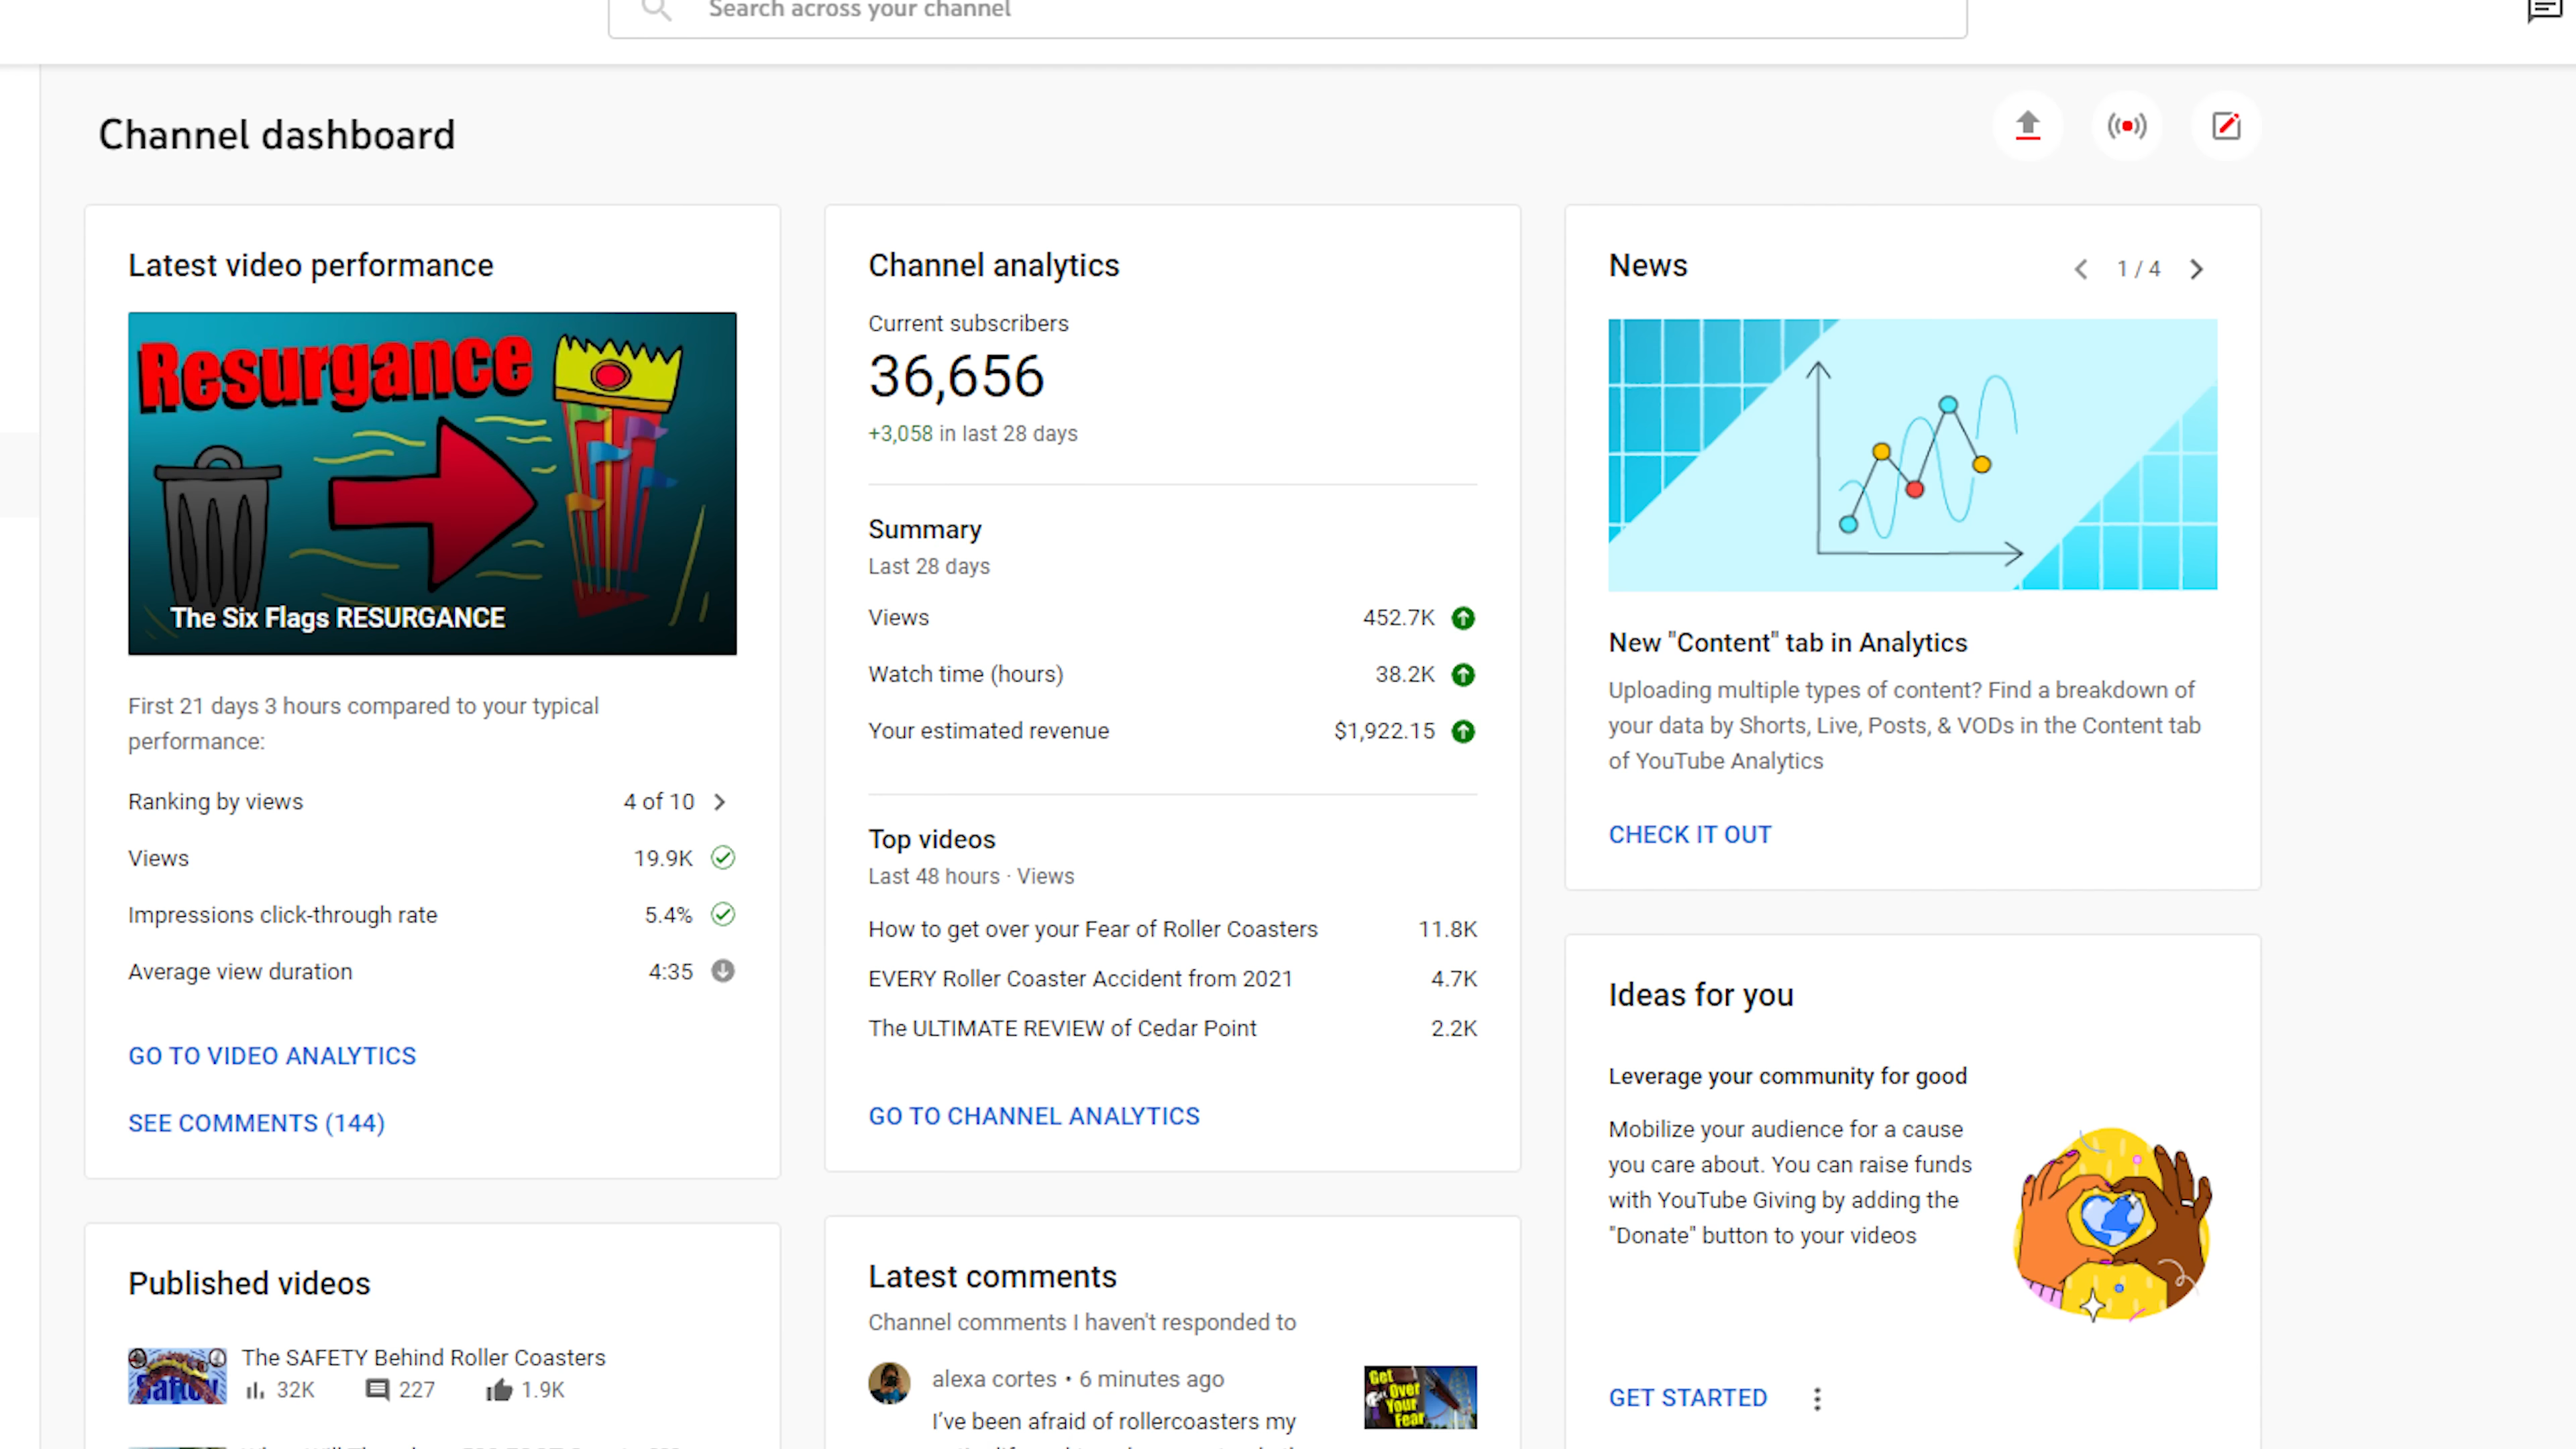 Search across your channel
Channel dashboard
Latest video performance
Resurgance
The Six Flags RESURGANCE
First 21 days 3 hours compared to your typical
performance:
Ranking by views 4 of 10
Views 19.9K
Impressions click-through rate 5.4%
Average view duration 4:35
GO TO VIDEO ANALYTICS
SEE COMMENTS (144)
Published videos
The SAFETY Behind Roller Coasters
32K 227 1.9K
Channel analytics
Current subscribers
36,656
+3,058 in last 28 days
Summary
Last 28 days
Views 452.7K
Watch time (hours) 38.2K
Your estimated revenue $1,922.15
Top videos
Last 48 hours · Views
How to get over your Fear of Roller Coasters 11.8K
EVERY Roller Coaster Accident from 2021 4.7K
The ULTIMATE REVIEW of Cedar Point 2.2K
GO TO CHANNEL ANALYTICS
Latest comments
Channel comments I haven't responded to
alexa cortes • 6 minutes ago
I've been afraid of rollercoasters my
Get
Over
Your
Fear
News
1 / 4
New "Content" tab in Analytics
Uploading multiple types of content? Find a breakdown of
your data by Shorts, Live, Posts, & VODs in the Content tab
of YouTube Analytics
CHECK IT OUT
Ideas for you
Leverage your community for good
Mobilize your audience for a cause
you care about. You can raise funds
with YouTube Giving by adding the
"Donate" button to your videos
GET STARTED